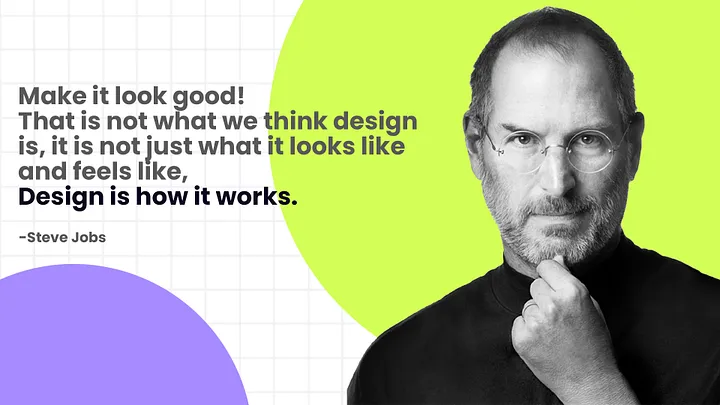 Make it look good!
That is not what we think design
is, it is not just what it looks like
and feels like,
Design is how it works.
-Steve Jobs